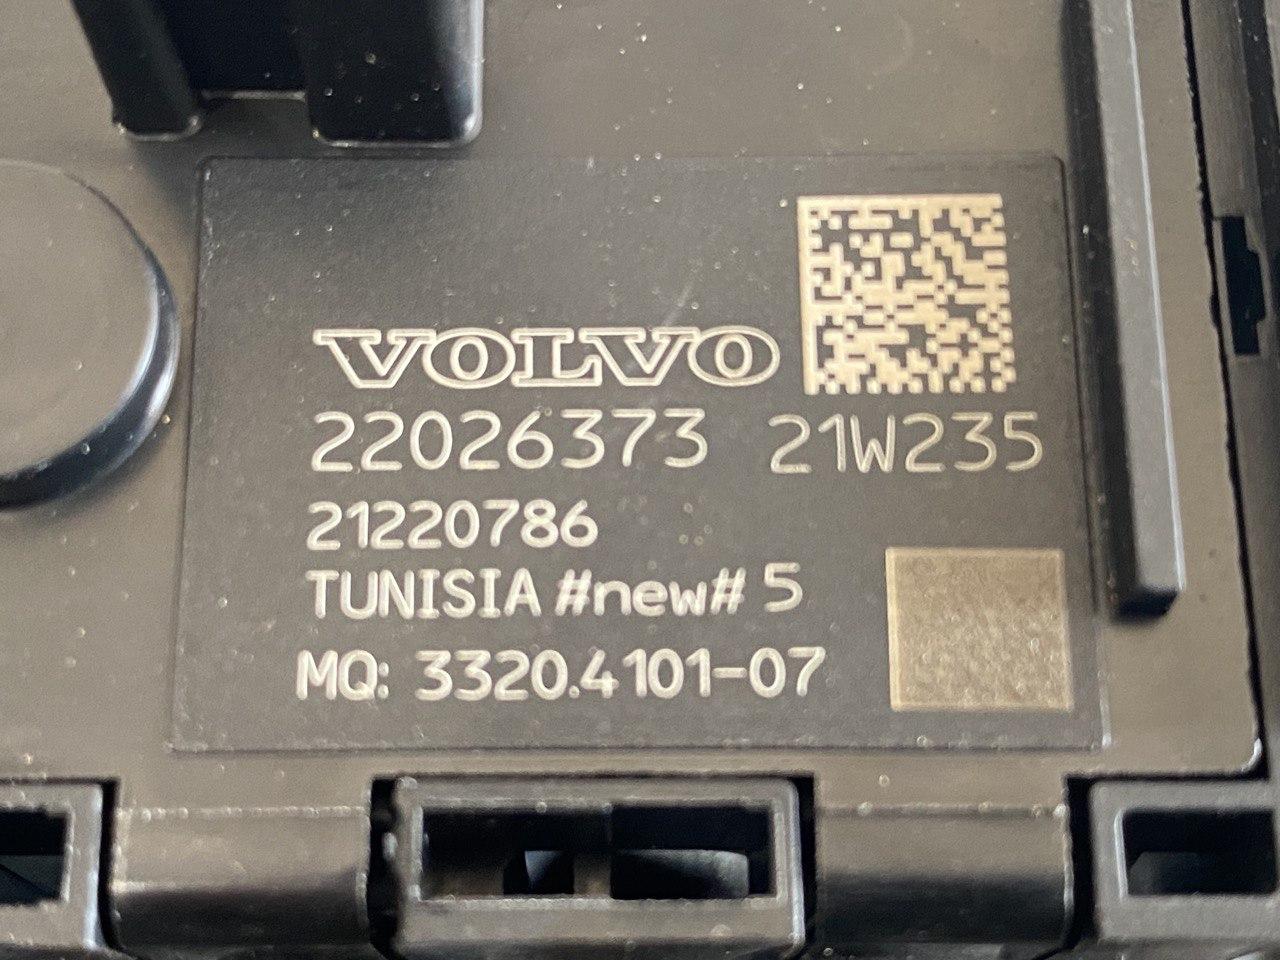 VOLVO
22026373 21W235
21220786
TUNISIA #new# 5
MQ: 3320.4101-07